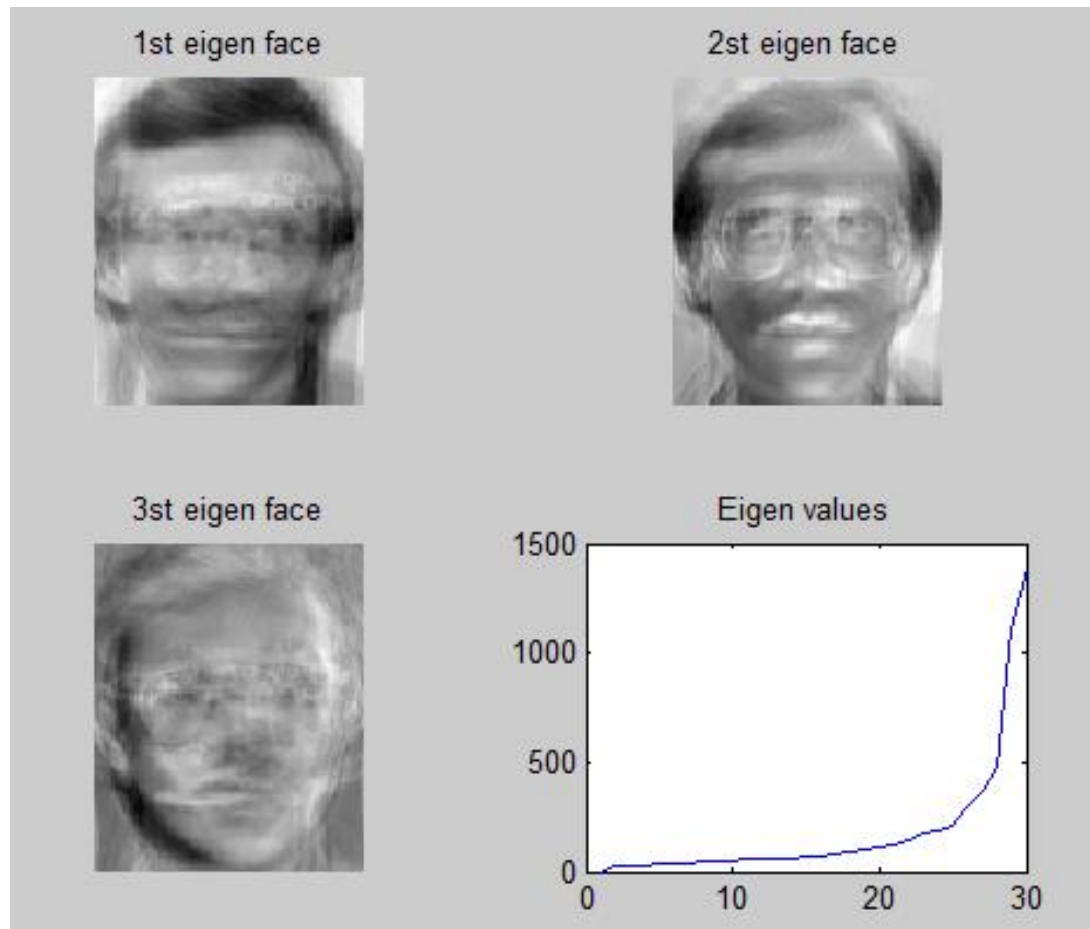 1st eigen face
2st eigen face
3st eigen face
Eigen values
1500
1000
500
0
0 10 20 30